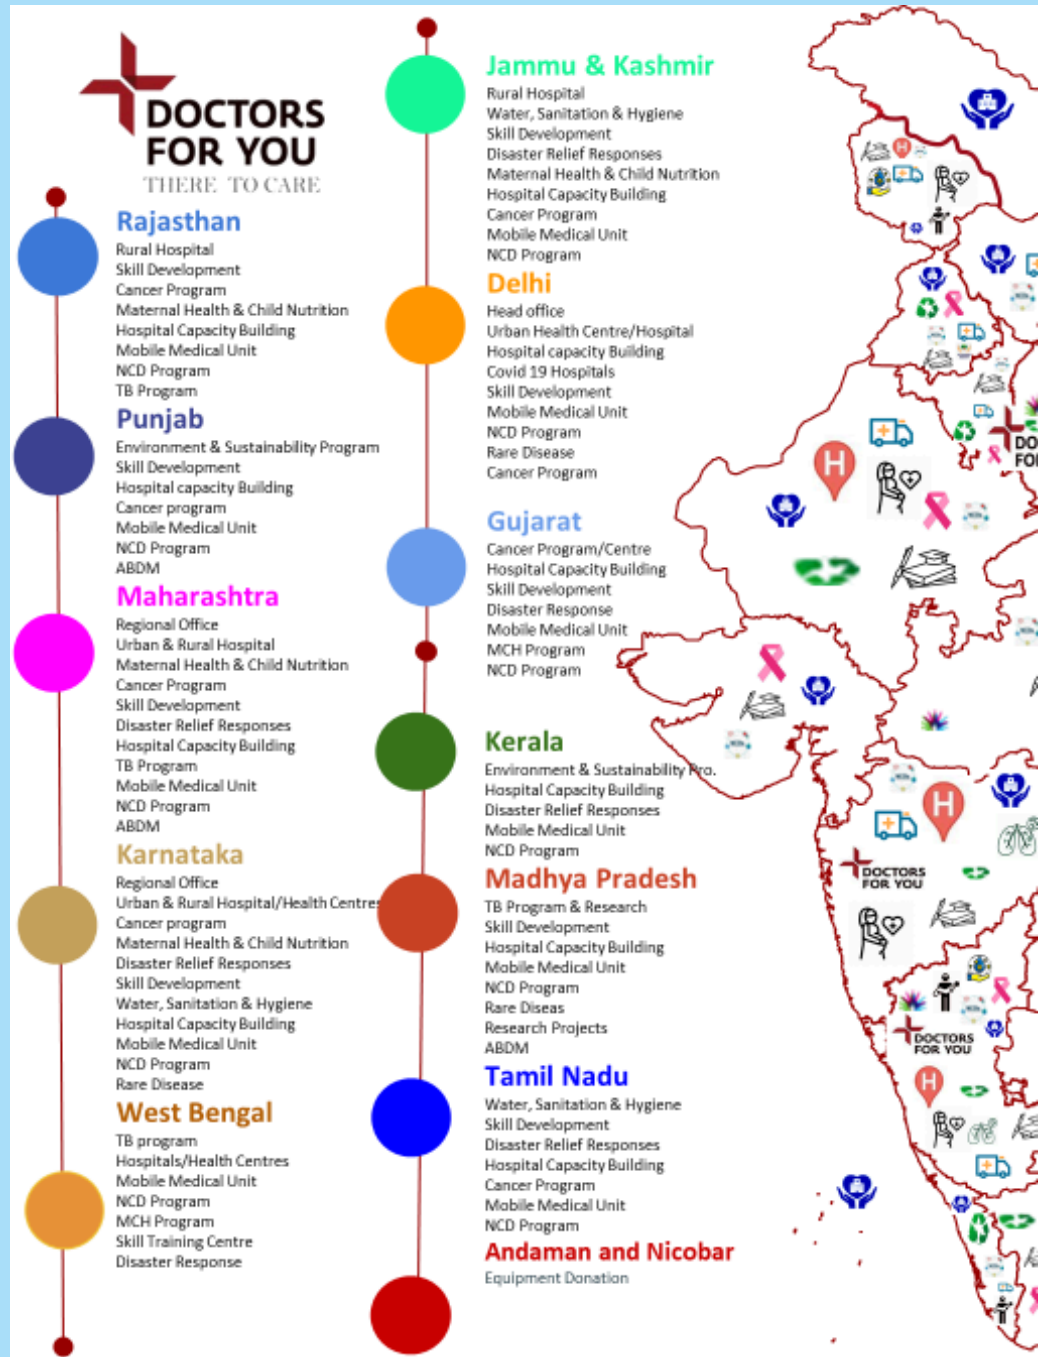 DOCTORS
FOR YOU
THERE TO CARE
Rajasthan
Rural Hospital
Skill Development
Cancer Program
Maternal Health & Child Nutrition
Hospital Capacity Building
Mobile Medical Unit
NCD Program
TB Program
Punjab
Environment & Sustainability Program
Skill Development
Hospital capacity Building
Cancer program
Mobile Medical Unit
NCD Program
ABDM
Maharashtra
Regional Office
Urban & Rural Hospital
Maternal Health & Child Nutrition
Cancer Program
Skill Development
Disaster Relief Responses
Hospital Capacity Building
TB Program
Mobile Medical Unit
NCD Program
ABDM
Karnataka
Regional Office
Urban & Rural Hospital/Health Centres
Cancer program
Maternal Health & Child Nutrition
Disaster Relief Responses
Skill Development
Water, Sanitation & Hygiene
Hospital Capacity Building
Mobile Medical Unit
NCD Program
Rare Disease
West Bengal
TB program
Hospitals/Health Centres
Mobile Medical Unit
NCD Program
MCH Program
Skill Training Centre
Disaster Response
Jammu & Kashmir
Rural Hospital
Water, Sanitation & Hygiene
Skill Development
Disaster Relief Responses
Maternal Health & Child Nutrition
Hospital Capacity Building
Cancer Program
Mobile Medical Unit
NCD Program
Delhi
Head office
Urban Health Centre/Hospital
Hospital capacity Building
Covid 19 Hospitals
Skill Development
Mobile Medical Unit
NCD Program
Rare Disease
Cancer Program
Gujarat
Cancer Program/Centre
Hospital Capacity Building
Skill Development
Disaster Response
Mobile Medical Unit
MCH Program
NCD Program
Kerala
Environment & Sustainability Pro.
Hospital Capacity Building
Disaster Relief Responses
Mobile Medical Unit
NCD Program
Madhya Pradesh
TB Program & Research
Skill Development
Hospital Capacity Building
Mobile Medical Unit
NCD Program
Rare Diseas
Research Projects
ABDM
Tamil Nadu
Water, Sanitation & Hygiene
Skill Development
Disaster Relief Responses
Hospital Capacity Building
Cancer Program
Mobile Medical Unit
NCD Program
Andaman and Nicobar
Equipment Donation
H
H
DO
FO
H
DOCTORS
FOR YOU
DOCTORS
FOR YOU
H